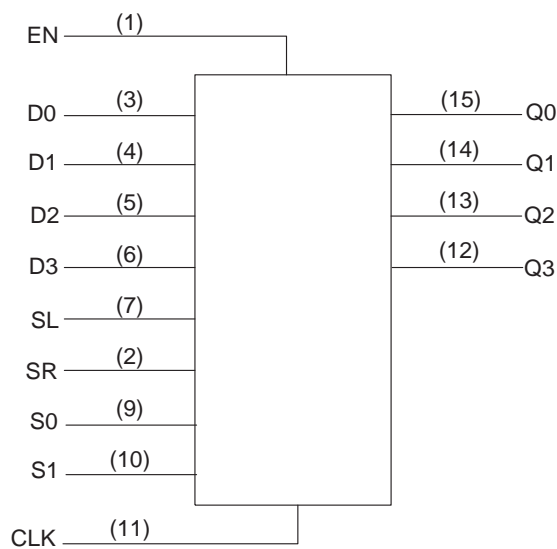 EN (1)
D0 (3) (15) Q0
D1 (4) (14) Q1
D2 (5) (13) Q2
D3 (6) (12) Q3
SL (7)
SR (2)
S0 (9)
S1 (10)
CLK (11)